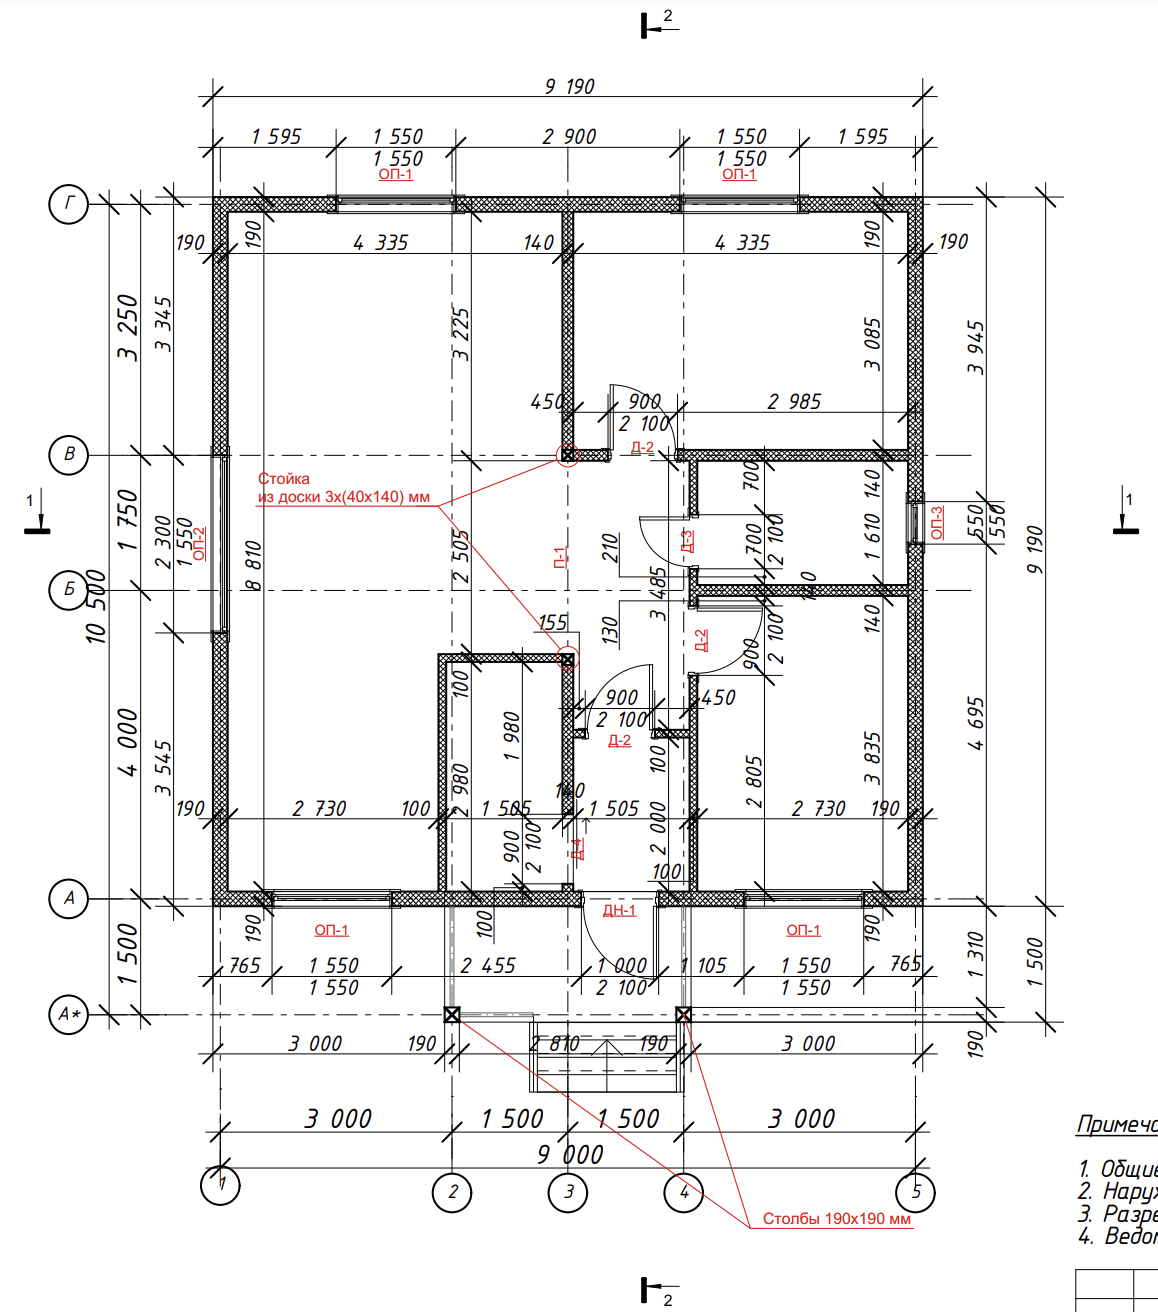 2
9 190
1 595 1 550 2 900 1 550 1 595
1 550 1 550
ОП-1 ОП-1
Г
190 4 335 140 4 335 190
190 190
3 250 3 345 3 225 3 085 3 945
450 900 2 985
2 100
Д-2
В
Стойка
из доски 3х(40х140) мм
1 1
1 750 2 300 1 550 ОП-2 8 810 2 505 П-1 210 3 485 Д-3 700 700 2 100 140 1 610 550 550 ОП-3 9 190
Б
10 500
140 140
155 130 Д-2 900 2 100
100 900 450
2 100
Д-2
4 000 3 545 2 980 1 980 100 2 805 3 835 4 695
140
190 2 730 100 1 505 1 505 2 730 190
900 2 100 Д-4 2 000
100
А
190 ОП-1 100 ДН-1 ОП-1 190
1 500 765 1 550 2 455 1 000 1 105 1 550 765 1 310 1 500
1 550 2 100 1 550
А*
3 000 190 2 810 190 3 000 190
3 000 1 500 1 500 3 000
9 000
1 2 3 4 5
Столбы 190х190 мм
Примеча
1. Общие
2. Наруж
3. Разре
4. Ведом
2